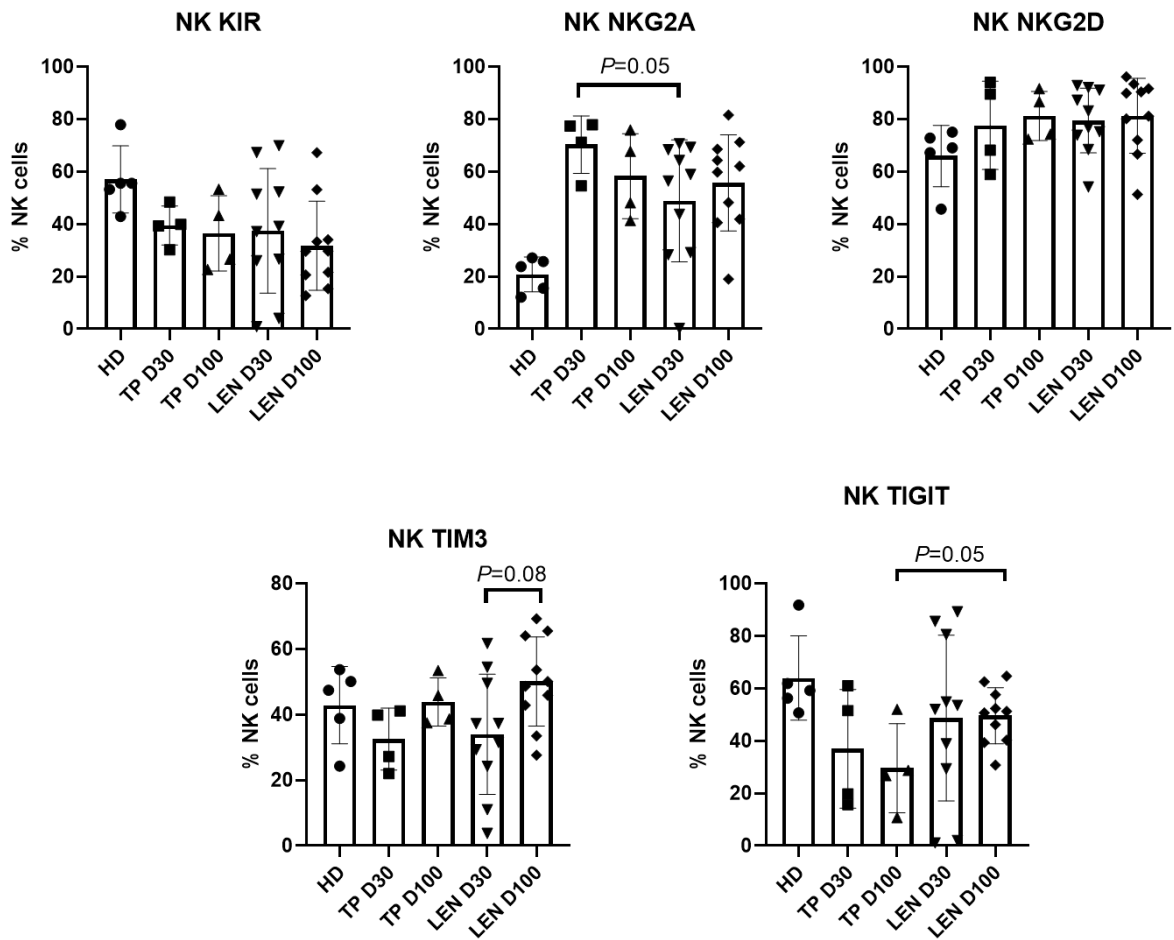 NK KIR
% NK cells
100
80
60
40
20
0
HD
TP D30
TP D100
LEN D30
LEN D100
NK NKG2A
P=0.05
% NK cells
100
80
60
40
20
0
HD
TP D30
TP D100
LEN D30
LEN D100
NK NKG2D
% NK cells
100
80
60
40
20
0
HD
TP D30
TP D100
LEN D30
LEN D100
NK TIM3
P=0.08
% NK cells
80
60
40
20
0
HD
TP D30
TP D100
LEN D30
LEN D100
NK TIGIT
P=0.05
% NK cells
100
80
60
40
20
0
HD
TP D30
TP D100
LEN D30
LEN D100